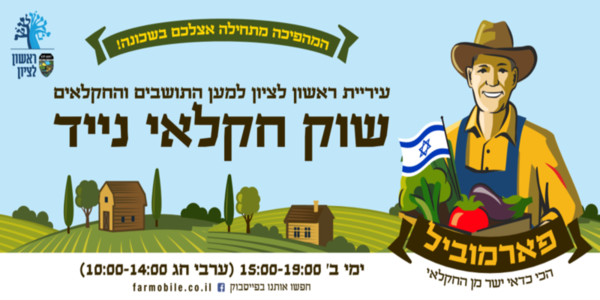 המהפיכה מתחילה אצלכם בשכונה!
ראשון
לציון
עיריית ראשון לציון למען התושבים והחקלאים
שוק חקלאי נייד
פארמוביל
הכי כדאי ישר מן החקלאי
ימי ב' 15:00-19:00 (ערבי חג 10:00-14:00)
חפשו אותנו בפייסבוק farmobile.co.il